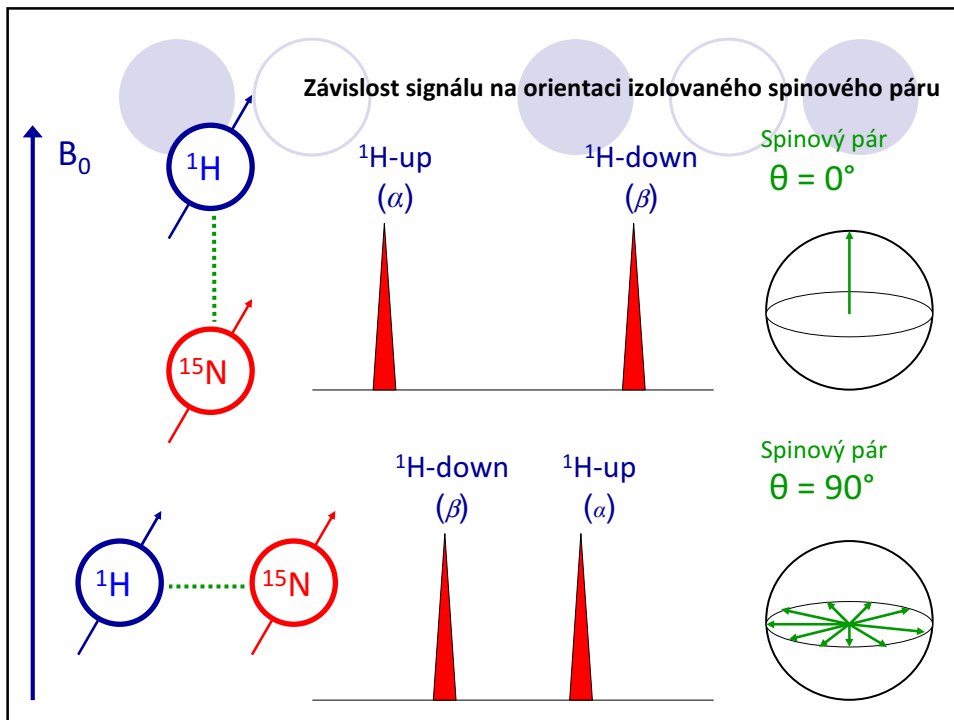 Závislost signálu na orientaci izolovaného spinového páru
B₀
¹H
¹⁵N
¹H-up
(α)
¹H-down
(β)
Spinový pár
θ = 0°
¹H
¹⁵N
¹H-down
(β)
¹H-up
(α)
Spinový pár
θ = 90°